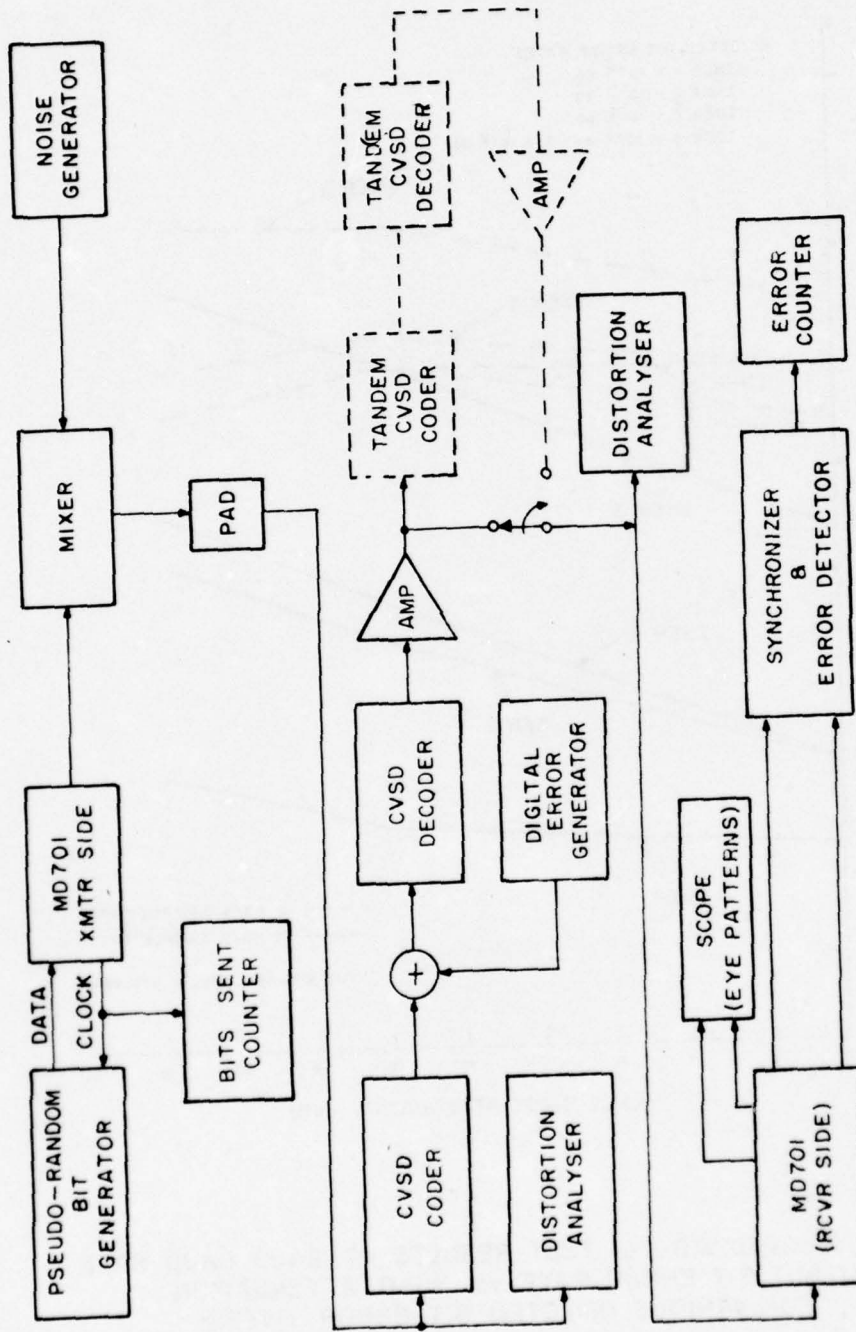 PSEUDO-RANDOM
BIT
GENERATOR
DATA
CLOCK
MD701
XMTR SIDE
BITS SENT
COUNTER
MIXER
NOISE
GENERATOR
PAD
CVSD
CODER
+
CVSD
DECODER
AMP
TANDEM
CVSD
CODER
TANDEM
CVSD
DECODER
AMP
DISTORTION
ANALYSER
DIGITAL
ERROR
GENERATOR
DISTORTION
ANALYSER
MD701
(RCVR SIDE)
SCOPE
(EYE PATTERNS)
SYNCHRONIZER
&
ERROR DETECTOR
ERROR
COUNTER